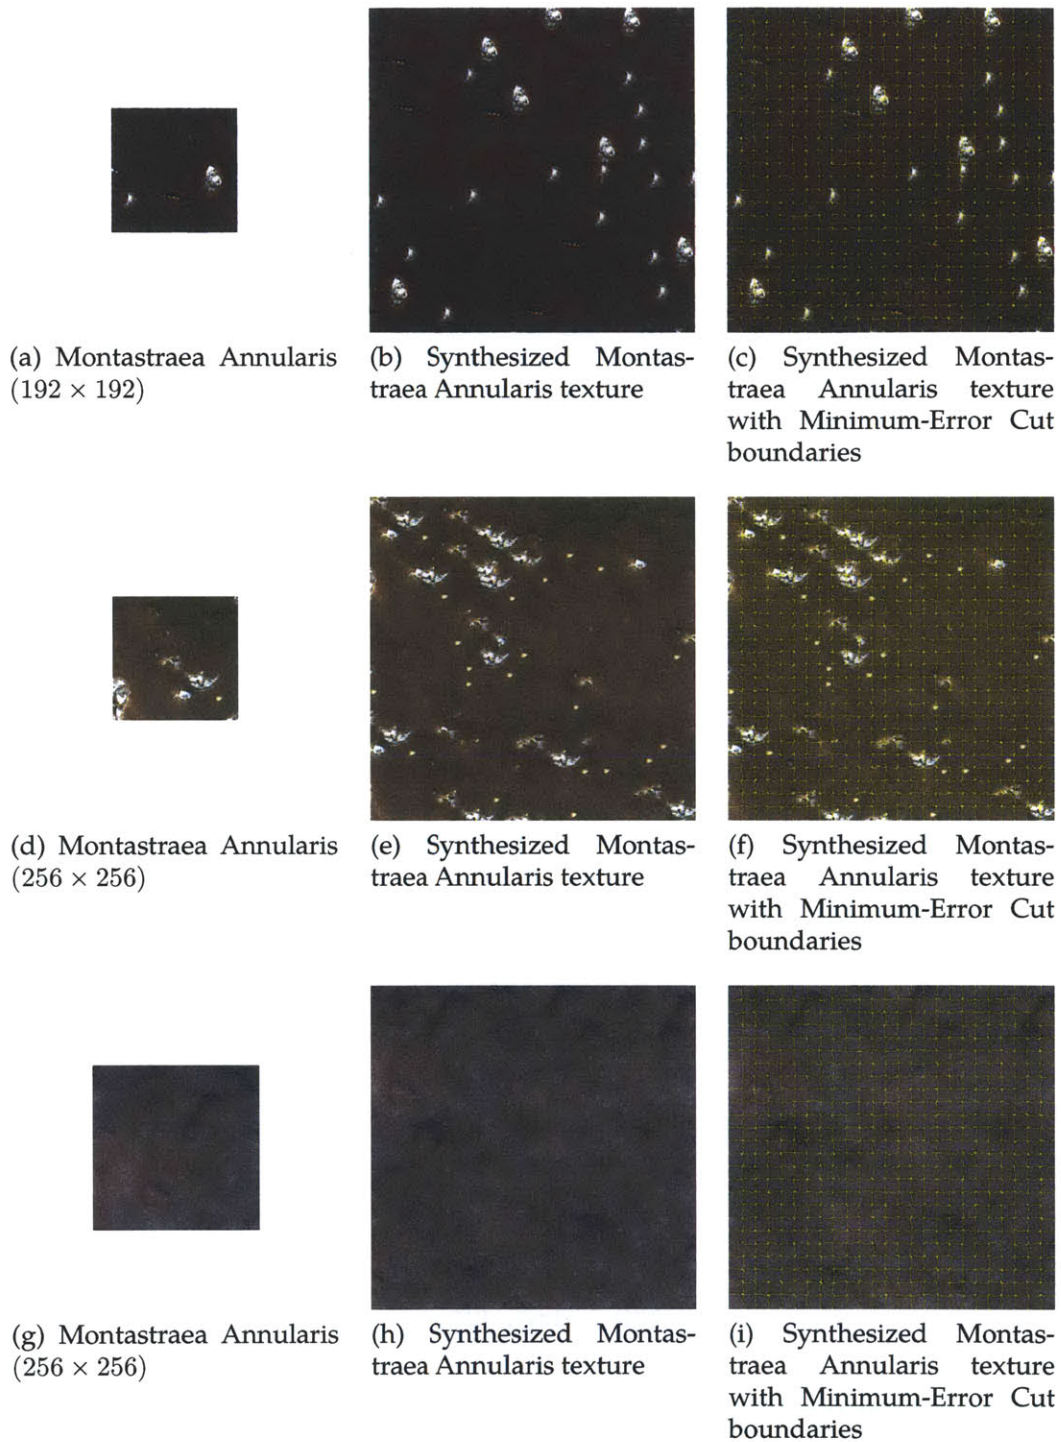 (a) Montastraea Annularis
(192 × 192)
(b) Synthesized Montas-
traea Annularis texture
(c) Synthesized Montas-
traea Annularis texture
with Minimum-Error Cut
boundaries
(d) Montastraea Annularis
(256 × 256)
(e) Synthesized Montas-
traea Annularis texture
(f) Synthesized Montas-
traea Annularis texture
with Minimum-Error Cut
boundaries
(g) Montastraea Annularis
(256 × 256)
(h) Synthesized Montas-
traea Annularis texture
(i) Synthesized Montas-
traea Annularis texture
with Minimum-Error Cut
boundaries